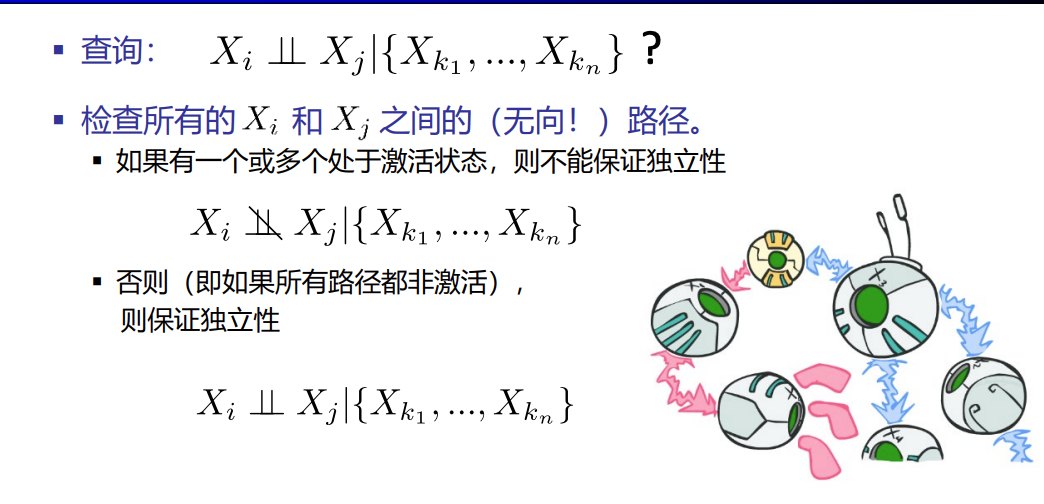 ▪ 查询： $X_i \perp\!\!\!\perp X_j | \{X_{k_1}, ..., X_{k_n}\}$ ?
▪ 检查所有的 $X_i$ 和 $X_j$ 之间的（无向！）路径。
▪ 如果有一个或多个处于激活状态，则不能保证独立性
$X_i \not\perp\!\!\!\perp X_j | \{X_{k_1}, ..., X_{k_n}\}$
▪ 否则（即如果所有路径都非激活），
则保证独立性
$X_i \perp\!\!\!\perp X_j | \{X_{k_1}, ..., X_{k_n}\}$